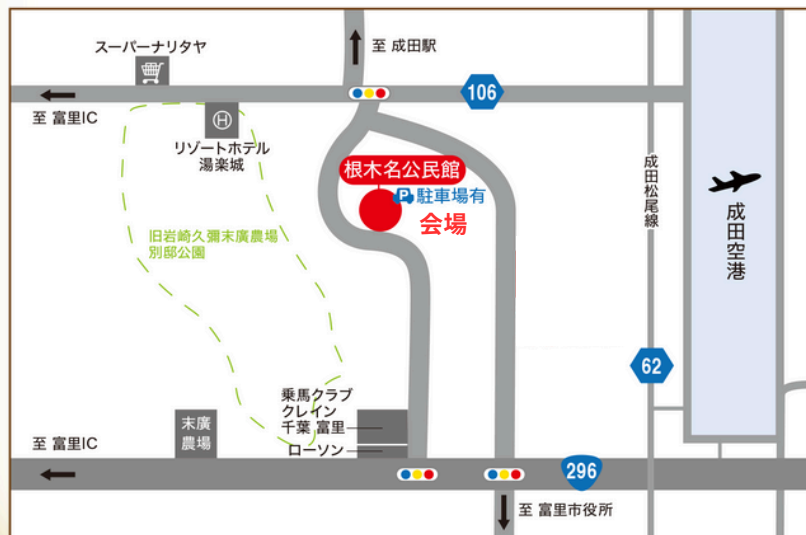 スーパーナリタヤ
至 成田駅
106
至 富里IC
リゾートホテル
湯楽城
H
根木名公民館
P 駐車場有
会場
成田松尾線
成田空港
旧岩崎久彌末廣農場
別邸公園
62
乗馬クラブ
クレイン
千葉 富里
末廣
農場
至 富里IC
ローソン
296
至 富里市役所